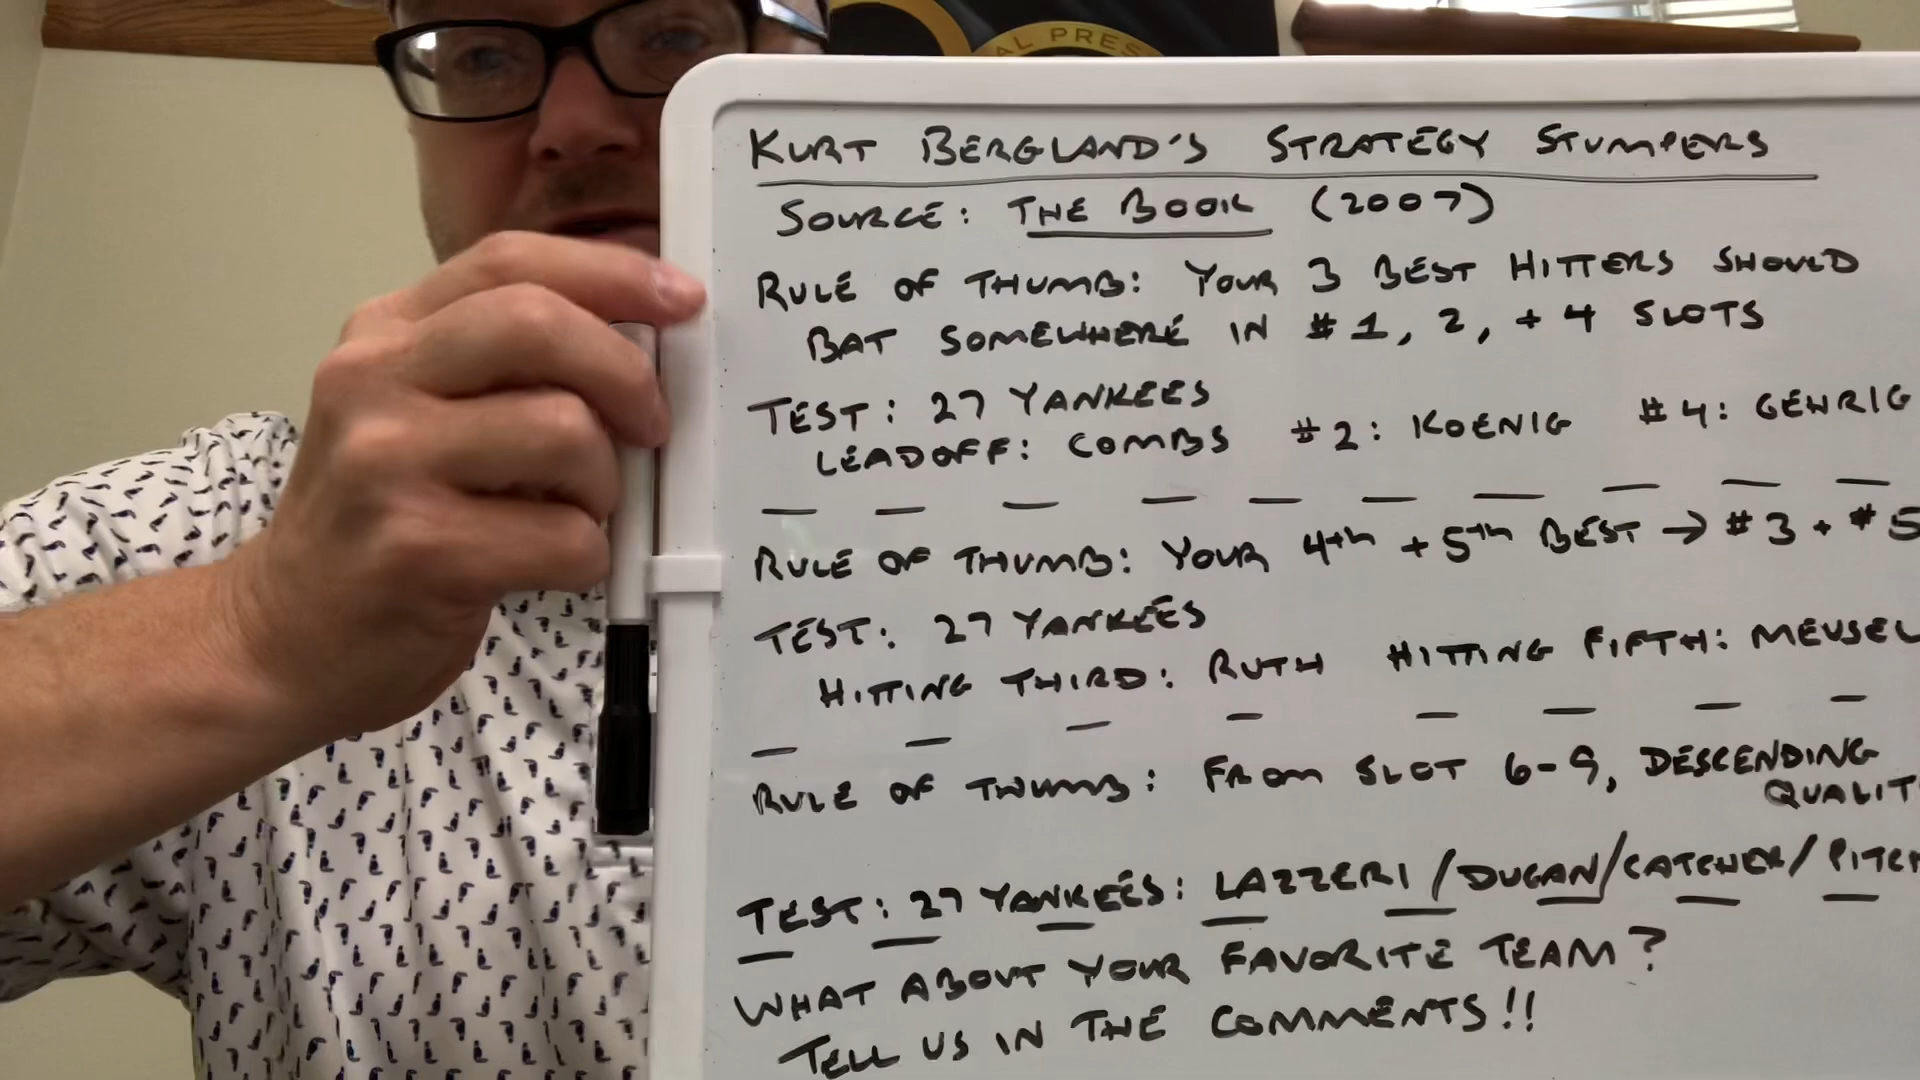 AL PRES
KURT BERGLAND'S STRATEGY STUMPERS
SOURCE: THE BOOK (2007)
RULE OF THUMB: YOUR 3 BEST HITTERS SHOULD
BAT SOMEWHERE IN #1, 2, + 4 SLOTS
TEST: 27 YANKEES
LEADOFF: COMBS #2: KOENIG #4: GEHRIG
RULE OF THUMB: YOUR 4th + 5th BEST → #3 + #5
TEST: 27 YANKEES
HITTING THIRD: RUTH HITTING FIFTH: MEUSEL
RULE OF THUMB: FROM SLOT 6-9, DESCENDING
QUALIT
TEST: 27 YANKEES: LAZZERI/DUGAN/CATCHER/PITCH
WHAT ABOUT YOUR FAVORITE TEAM?
TELL US IN THE COMMENTS!!